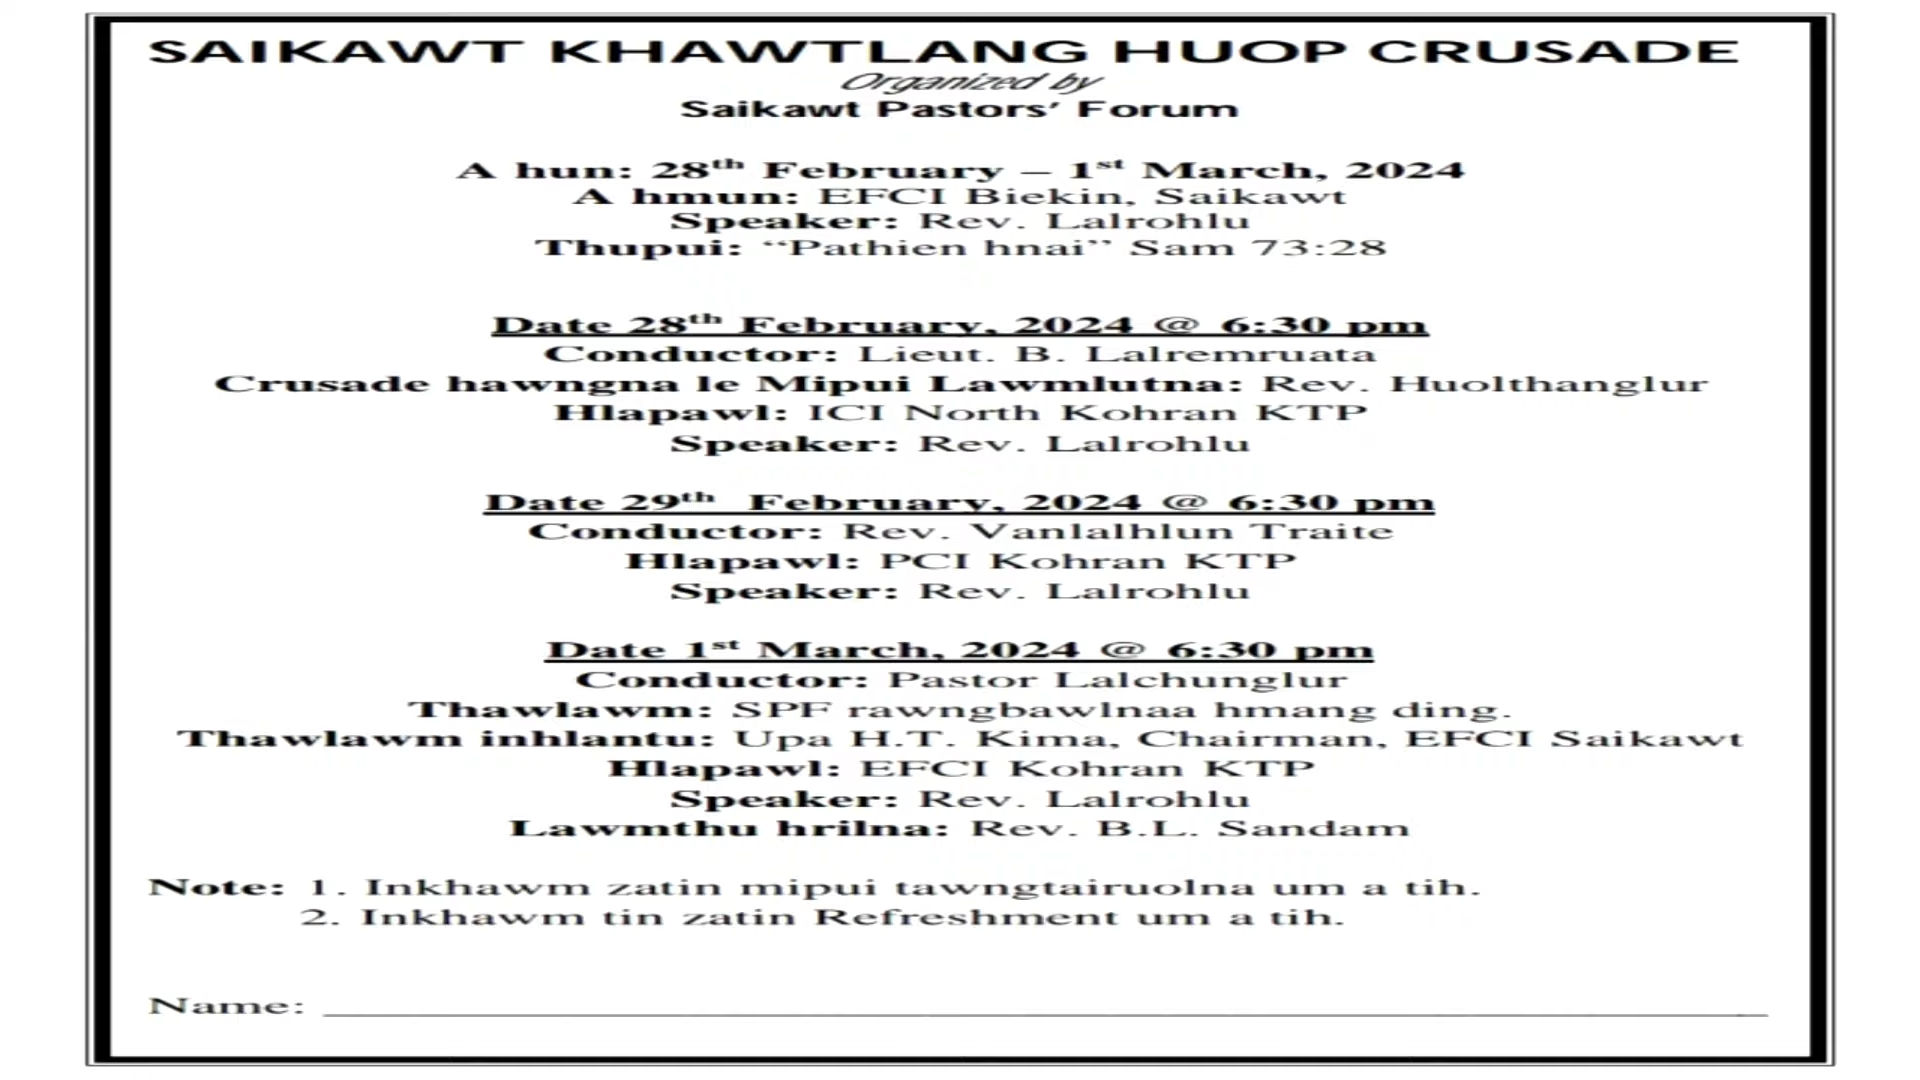 SAIKAWT KHAWTLANG HUOP CRUSADE
Organized by
Saikawt Pastors' Forum
A hun: 28th February – 1st March, 2024
A hmun: EFCI Biekin, Saikawt
Speaker: Rev. Lalrohlu
Thupui: “Pathien hnai” Sam 73:28
Date 28th February, 2024 @ 6:30 pm
Conductor: Lieut. B. Lalremruata
Crusade hawngna le Mipui Lawmlutna: Rev. Huolthanglur
Hlapawl: ICI North Kohran KTP
Speaker: Rev. Lalrohlu
Date 29th February, 2024 @ 6:30 pm
Conductor: Rev. Vanlalhlun Traite
Hlapawl: PCI Kohran KTP
Speaker: Rev. Lalrohlu
Date 1st March, 2024 @ 6:30 pm
Conductor: Pastor Lalchunglur
Thawlawm: SPF rawngbawlnaa hmang ding.
Thawlawm inhlantu: Upa H.T. Kima, Chairman, EFCI Saikawt
Hlapawl: EFCI Kohran KTP
Speaker: Rev. Lalrohlu
Lawmthu hrilna: Rev. B.L. Sandam
Note: 1. Inkhawm zatin mipui tawngtairuolna um a tih.
2. Inkhawm tin zatin Refreshment um a tih.
Name: